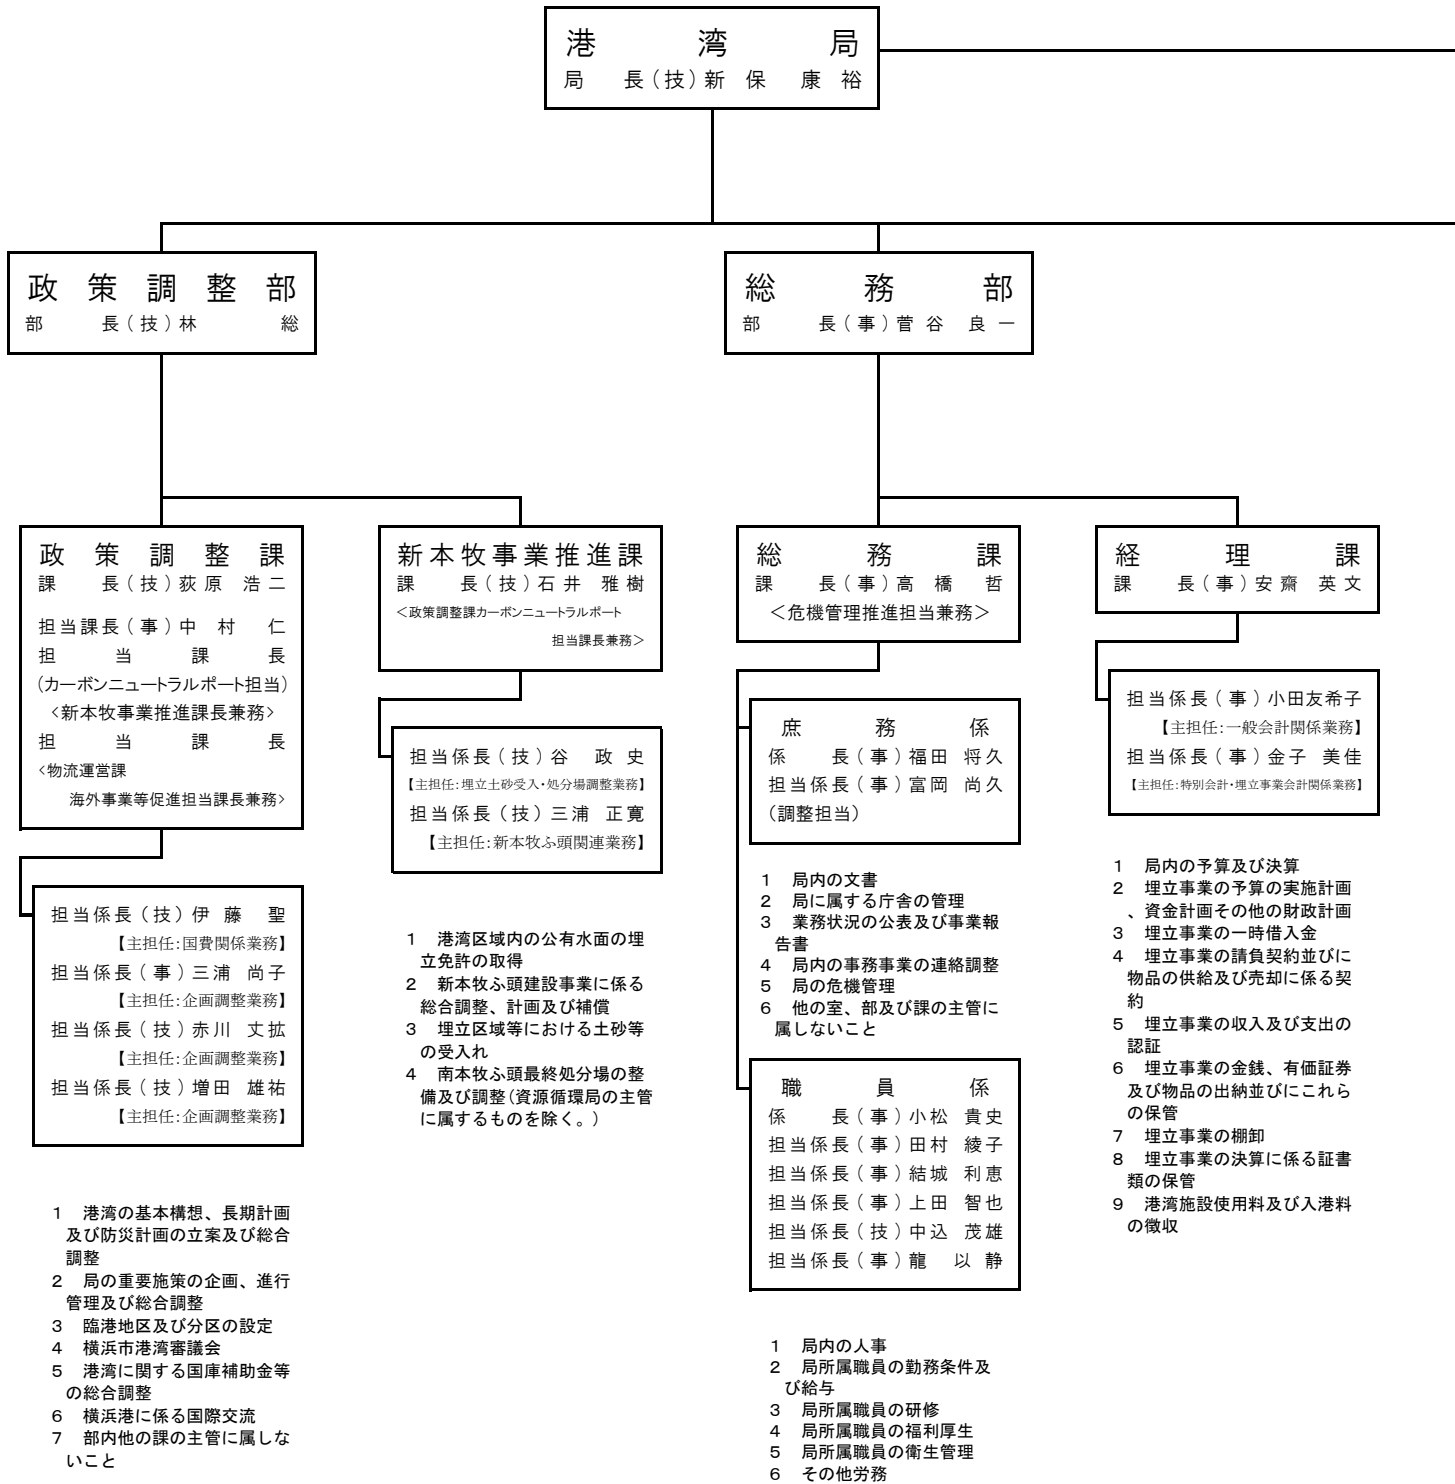 港湾局
局長(技)新保康裕
政策調整部
部長(技)林総
総務部
部長(事)菅谷良一
政策調整課
課長(技)荻原浩二
担当課長(事)中村仁
担当課長
(カーボンニュートラルポート担当)
<新本牧事業推進課長兼務>
担当課長
<物流運営課
海外事業等促進担当課長兼務>
担当係長(技)伊藤聖
【主担任:国費関係業務】
担当係長(事)三浦尚子
【主担任:企画調整業務】
担当係長(技)赤川丈拡
【主担任:企画調整業務】
担当係長(技)増田雄祐
【主担任:企画調整業務】
1 港湾の基本構想、長期計画
及び防災計画の立案及び総合
調整
2 局の重要施策の企画、進行
管理及び総合調整
3 臨港地区及び分区の設定
4 横浜市港湾審議会
5 港湾に関する国庫補助金等
の総合調整
6 横浜港に係る国際交流
7 部内他の課の主管に属しな
いこと
新本牧事業推進課
課長(技)石井雅樹
<政策調整課カーボンニュートラルポート
担当課長兼務>
担当係長(技)谷政史
【主担任:埋立土砂受入・処分場調整業務】
担当係長(技)三浦正寛
【主担任:新本牧ふ頭関連業務】
1 港湾区域内の公有水面の埋
立免許の取得
2 新本牧ふ頭建設事業に係る
総合調整、計画及び補償
3 埋立区域等における土砂等
の受入れ
4 南本牧ふ頭最終処分場の整
備及び調整(資源循環局の主管
に属するものを除く。)
総務課
課長(事)高橋哲
<危機管理推進担当兼務>
庶務係
係長(事)福田将久
担当係長(事)富岡尚久
(調整担当)
1 局内の文書
2 局に属する庁舎の管理
3 業務状況の公表及び事業報
告書
4 局内の事務事業の連絡調整
5 局の危機管理
6 他の室、部及び課の主管に
属しないこと
職員係
係長(事)小松貴史
担当係長(事)田村綾子
担当係長(事)結城利恵
担当係長(事)上田智也
担当係長(技)中込茂雄
担当係長(事)龍以静
1 局内の人事
2 局所属職員の勤務条件及
び給与
3 局所属職員の研修
4 局所属職員の福利厚生
5 局所属職員の衛生管理
6 その他労務
経理課
課長(事)安齋英文
担当係長(事)小田友希子
【主担任:一般会計関係業務】
担当係長(事)金子美佳
【主担任:特別会計・埋立事業会計関係業務】
1 局内の予算及び決算
2 埋立事業の予算の実施計画
、資金計画その他の財政計画
3 埋立事業の一時借入金
4 埋立事業の請負契約並びに
物品の供給及び売却に係る契
約
5 埋立事業の収入及び支出の
認証
6 埋立事業の金銭、有価証券
及び物品の出納並びにこれら
の保管
7 埋立事業の棚卸
8 埋立事業の決算に係る証書
類の保管
9 港湾施設使用料及び入港料
の徴収